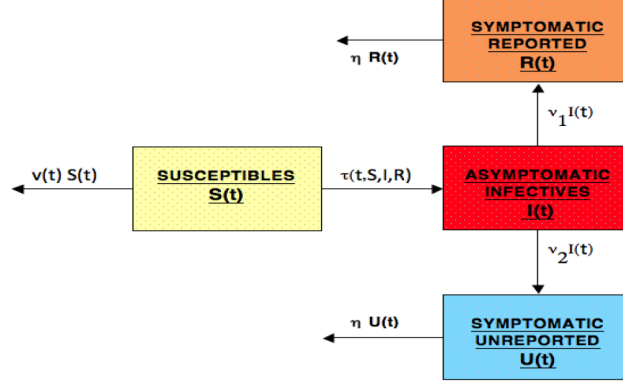 SYMPTOMATIC
REPORTED
R(t)
η R(t)
ν1I(t)
v(t) S(t)
SUSCEPTIBLES
S(t)
τ(t,S,I,R)
ASYMPTOMATIC
INFECTIVES
I(t)
ν2I(t)
η U(t)
SYMPTOMATIC
UNREPORTED
U(t)